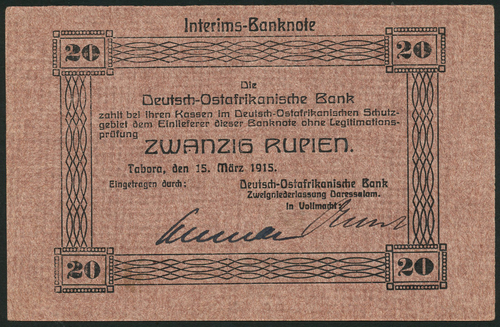 Interims-Banknote
20 20
Die
Deutsch-Ostafrikanische Bank
zahlt bei ihren Kassen im Deutsch-Ostafrikanischen Schutz-
gebiet dem Einlieferer dieser Banknote ohne Legitimations-
prüfung
ZWANZIG RUPIEN.
Tabora, den 15. März 1915.
Eingetragen durch: Deutsch-Ostafrikanische Bank
Zweigniederlassung Daressalam.
in Vollmacht
20 20